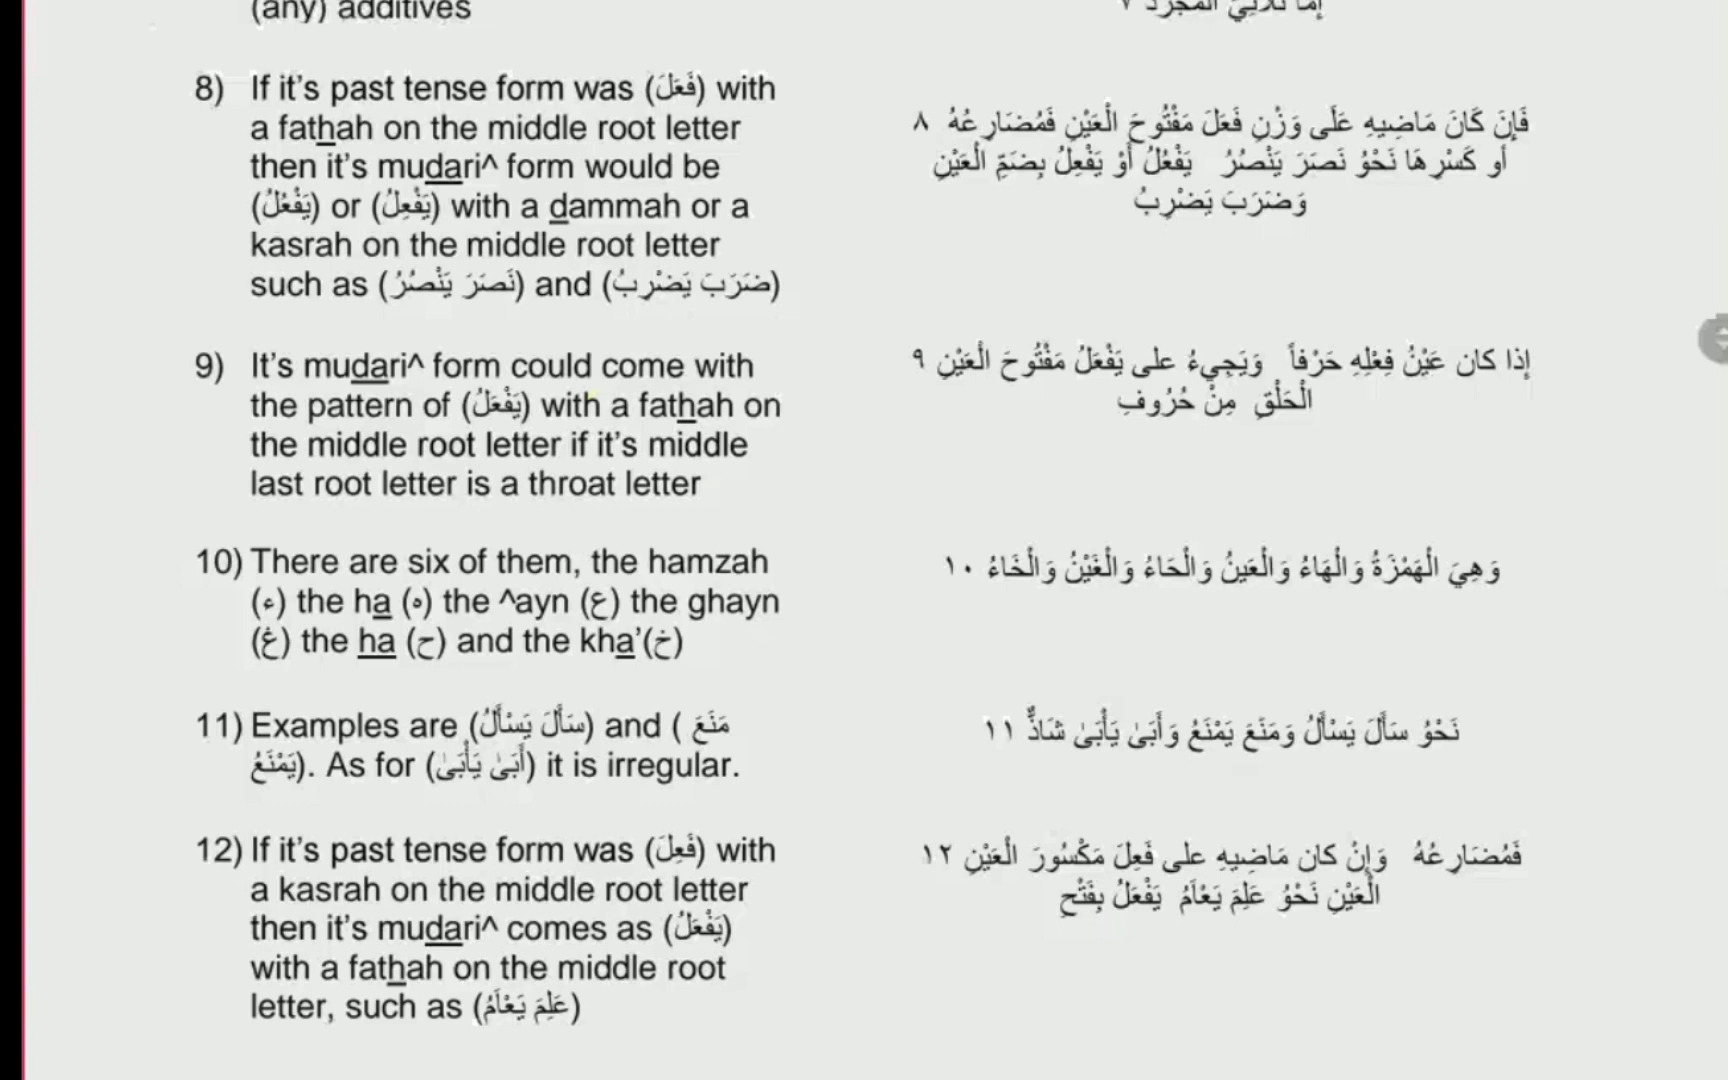 (any) additives
إما ثلاثي المجرد ٧
8) If it's past tense form was (فَعَلَ) with
a fathah on the middle root letter
then it's mudari^ form would be
(يَفْعُلُ) or (يَفْعِلُ) with a dammah or a
kasrah on the middle root letter
such as (نَصَرَ يَنْصُرُ) and (ضَرَبَ يَضْرِبُ)
فَإِنَ كَانَ مَاضِيهِ عَلَى وَزْنِ فَعَلَ مَفْتُوحَ الْعَيْنِ فَمُضَارِعُهُ ٨
أو كَسْرِهَا نَحْوُ نَصَرَ يَنْصُرُ يَفْعُلُ أَوْ يَفْعِلُ بِضَمِّ الْعَيْنِ
وَضَرَبَ يَضْرِبُ
9) It's mudari^ form could come with
the pattern of (يَفْعَلُ) with a fathah on
the middle root letter if it's middle
last root letter is a throat letter
إذا كان عَيْنُ فِعْلِهِ حَرْفاً وَيَجِيءُ على يَفْعَلُ مَفْتُوحَ الْعَيْنِ ٩
الْحَلْقِ مِنْ حُرُوفِ
10) There are six of them, the hamzah
(ء) the ha (ه) the ^ayn (ع) the ghayn
(غ) the ha (ح) and the kha'(خ)
وَهِيَ الْهَمْزَةُ وَالْهَاءُ وَالْعَينُ وَالْحَاءُ وَالْغَيْنُ وَالْخَاءُ ١٠
11) Examples are (سَأَلَ يَسْأَلُ) and ( مَنَعَ
يَمْنَعُ). As for (أَبَىٰ يَأْبَىٰ) it is irregular.
نَحْوُ سَأَلَ يَسْأَلُ وَمَنَعَ يَمْنَعُ وَأَبَىٰ يَأْبَىٰ شَاذٌّ ١١
12) If it's past tense form was (فَعِلَ) with
a kasrah on the middle root letter
then it's mudari^ comes as (يَفْعَلُ)
with a fathah on the middle root
letter, such as (عَلِمَ يَعْلَمُ)
فَمُضَارِعُهُ وَإِنْ كان مَاضِيهِ على فَعِلَ مَكْسُورَ الْعَيْنِ ١٢
الْعَيْنِ نَحْوُ عَلِمَ يَعْلَمُ يَفْعَلُ بِفَتْحِ